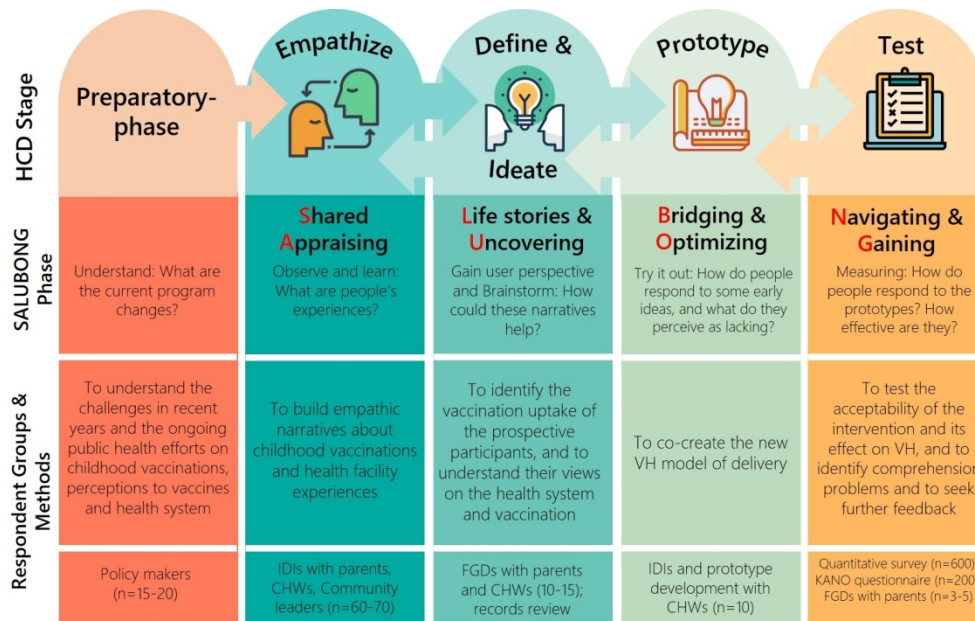 HCD Stage
Preparatory-
phase
Empathize
Define &
Ideate
Prototype
Test
SALUBONG
Phase
Understand: What are
the current program
changes?
Shared
Appraising
Observe and learn:
What are people's
experiences?
Life stories &
Uncovering
Gain user perspective
and Brainstorm: How
could these narratives
help?
Bridging &
Optimizing
Try it out: How do people
respond to some early
ideas, and what do they
perceive as lacking?
Navigating &
Gaining
Measuring: How do
people respond to the
prototypes? How
effective are they?
Respondent Groups &
Methods
To understand the
challenges in recent
years and the ongoing
public health efforts on
childhood vaccinations,
perceptions to vaccines
and health system
To build empathic
narratives about
childhood vaccinations
and health facility
experiences
To identify the
vaccination uptake of
the prospective
participants, and to
understand their views
on the health system
and vaccination
To co-create the new
VH model of delivery
To test the
acceptability of the
intervention and its
effect on VH, and to
identify comprehension
problems and to seek
further feedback
Policy makers
(n=15-20)
IDIs with parents,
CHWs, Community
leaders (n=60-70)
FGDs with parents
and CHWs (10-15);
records review
IDIs and prototype
development with
CHWs (n=10)
Quantitative survey (n=600)
KANO questionnaire (n=200)
FGDs with parents (n=3-5)